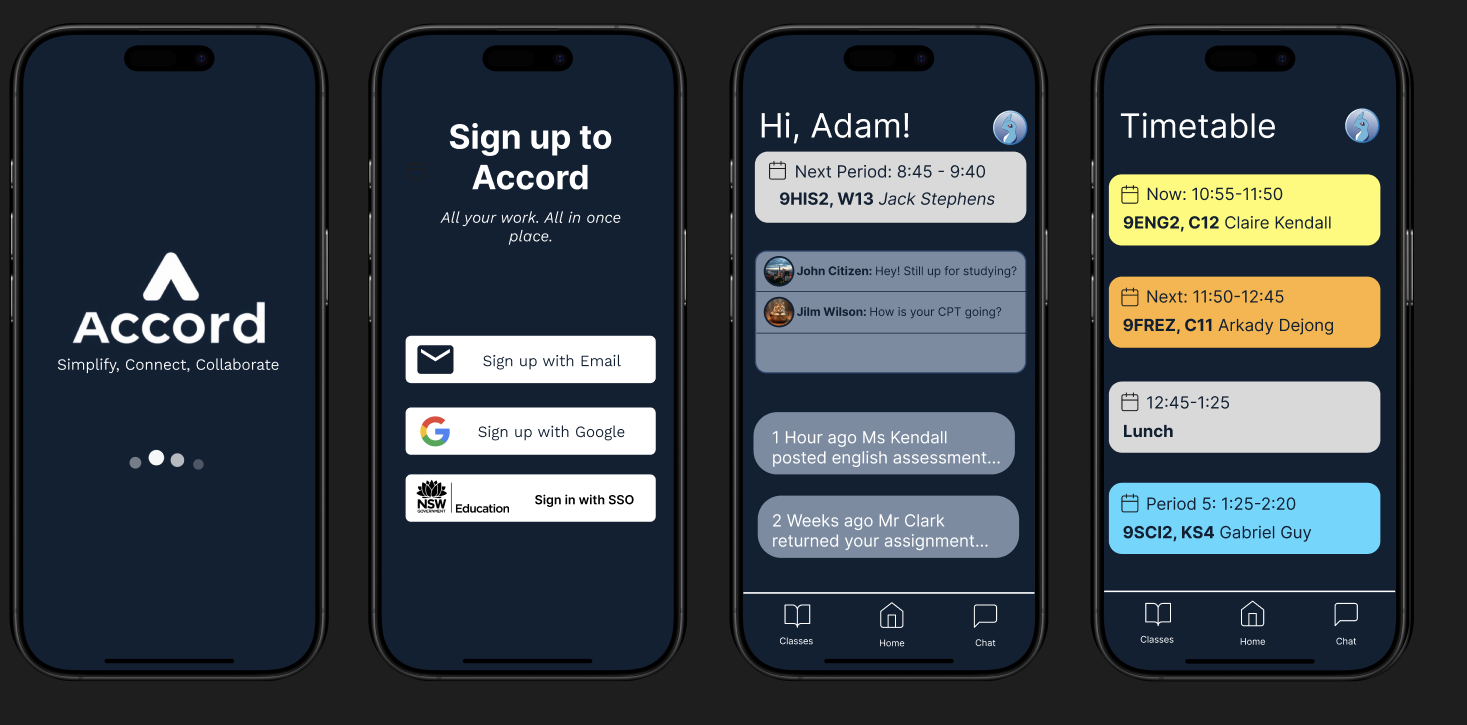 Accord
Simplify, Connect, Collaborate
Sign up to
Accord
All your work. All in once
place.
Sign up with Email
Sign up with Google
NSW
GOVERNMENT
Education
Sign in with SSO
Hi, Adam!
Next Period: 8:45 - 9:40
9HIS2, W13 Jack Stephens
John Citizen: Hey! Still up for studying?
Jilm Wilson: How is your CPT going?
1 Hour ago Ms Kendall
posted english assessment...
2 Weeks ago Mr Clark
returned your assignment...
Classes
Home
Chat
Timetable
Now: 10:55-11:50
9ENG2, C12 Claire Kendall
Next: 11:50-12:45
9FREZ, C11 Arkady Dejong
12:45-1:25
Lunch
Period 5: 1:25-2:20
9SCI2, KS4 Gabriel Guy
Classes
Home
Chat